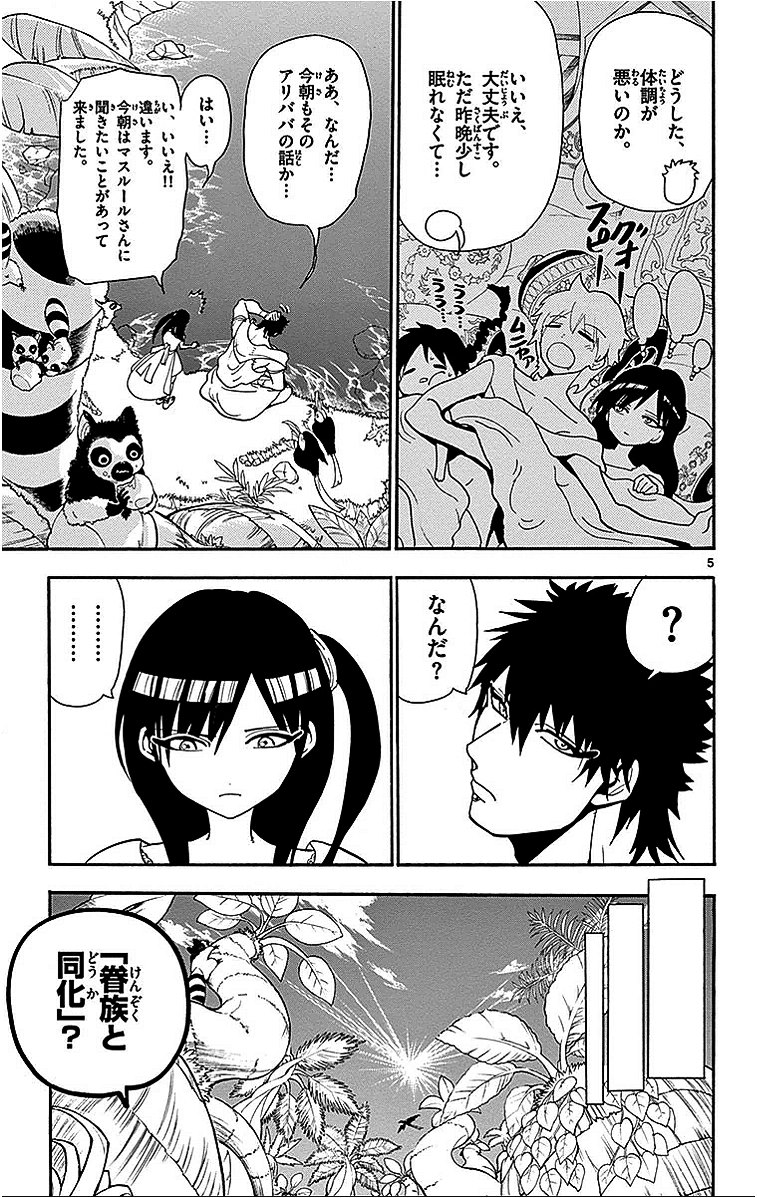 どうした、
体調が
悪いのか。
いいえ、
大丈夫です。
ただ昨晩少し
眠れなくて…
グオー
スピー
ムニャァ
うう…
うう…
ああ、なんだ…
今朝もその
アリババの話か…
はい…
い、いいえ!!
違います。
今朝はマスルールさんに
聞きたいことがあって
来ました。
5
?
なんだ?
………
………
「眷族と
同化」?